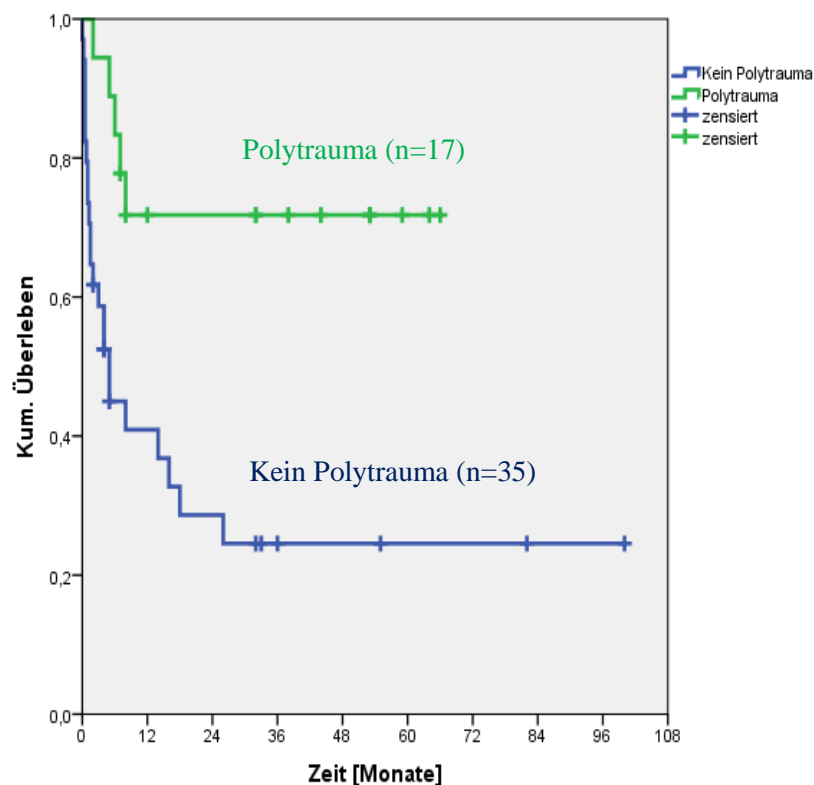 1,0
0,8
0,6
0,4
0,2
0,0
Kum. Überleben
Polytrauma (n=17)
Kein Polytrauma (n=35)
0 12 24 36 48 60 72 84 96 108
Zeit [Monate]
Kein Polytrauma
Polytrauma
zensiert
zensiert